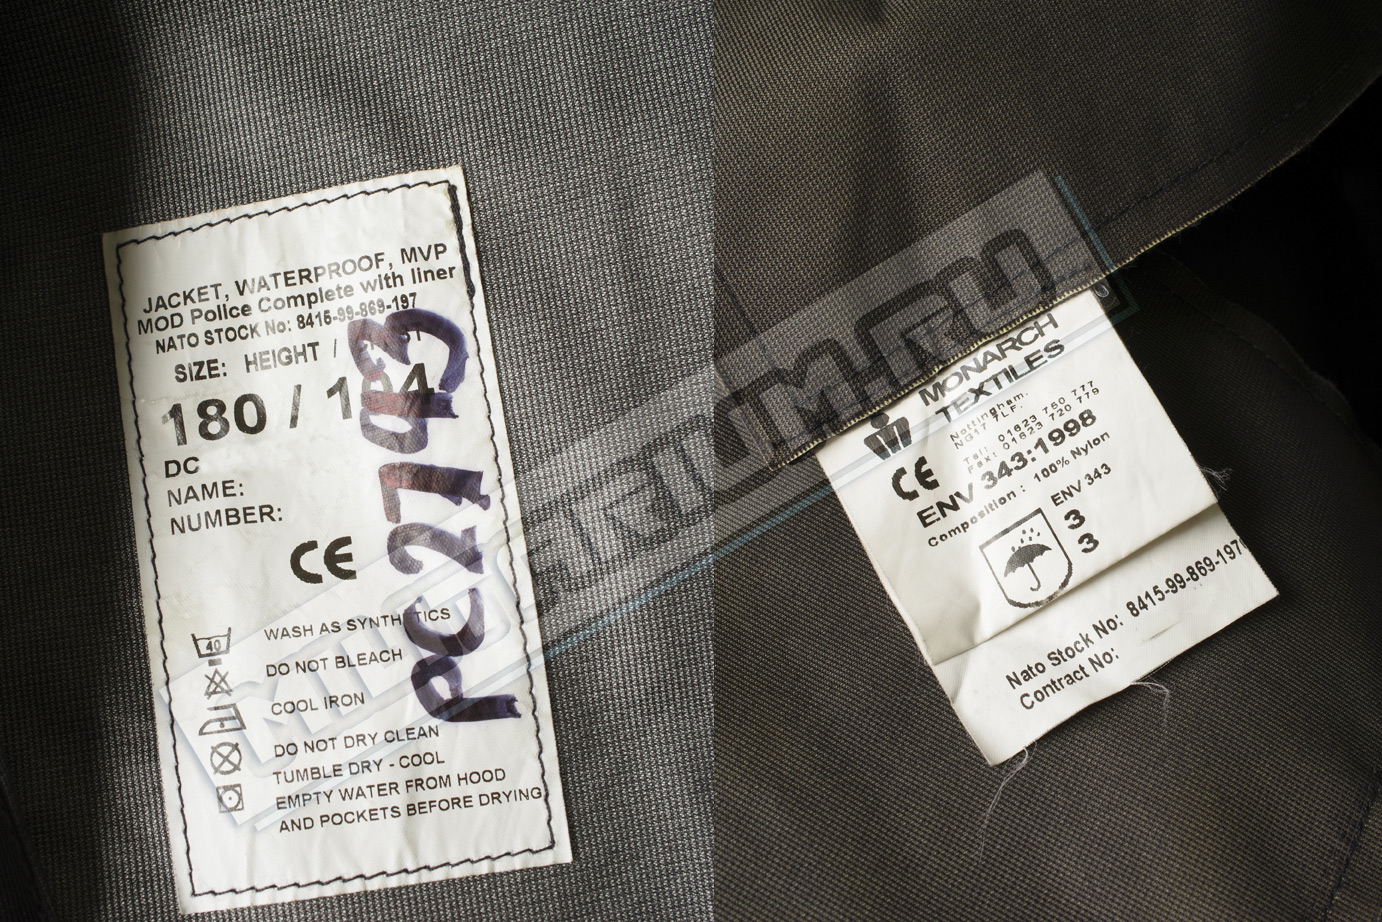 JACKET, WATERPROOF, MVP
MOD Police Complete with liner
NATO STOCK No: 8415-99-869-197
SIZE: HEIGHT /
180 / 104
DC
NAME:
NUMBER:
CE
PC2793
40
WASH AS SYNTHETICS
DO NOT BLEACH
COOL IRON
DO NOT DRY CLEAN
TUMBLE DRY - COOL
EMPTY WATER FROM HOOD
AND POCKETS BEFORE DRYING
MONARCH
TEXTILES
Nottingham.
NG17 7LF.
Tel: 01623 760 777
Fax: 01623 720 779
CE
ENV 343:1998
Composition : 100% Nylon
ENV 343
3
3
Nato Stock No: 8415-99-869-197
Contract No: